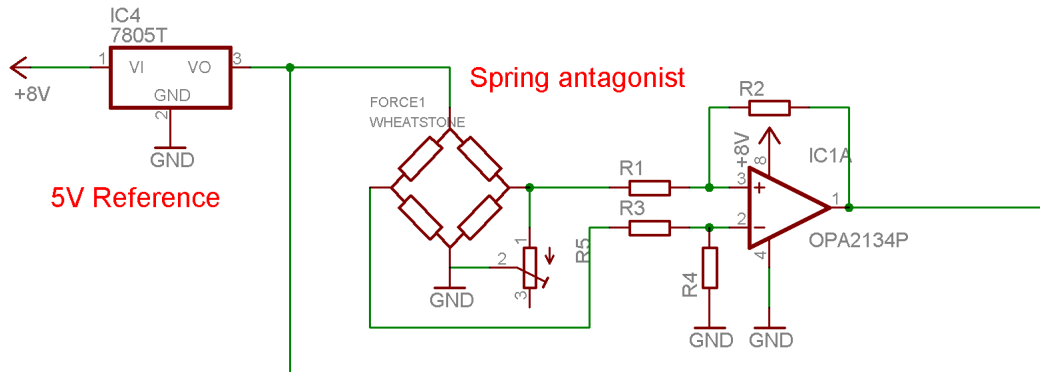 IC4
7805T
1
VI
VO
3
GND
2
+8V
GND
5V Reference
Spring antagonist
FORCE1
WHEATSTONE
GND
1
2
3
R5
R1
R3
R2
R4
GND
+8V
8
3
+
2
−
1
4
IC1A
OPA2134P
GND